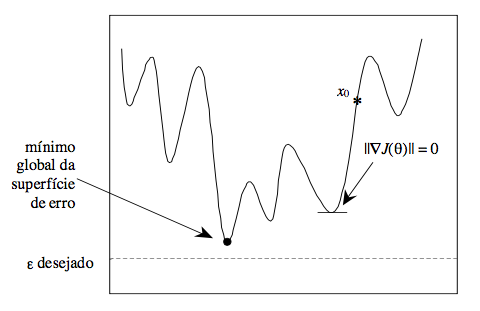 x₀
mínimo
global da
superfície
de erro
||∇J(θ)|| = 0
ε desejado